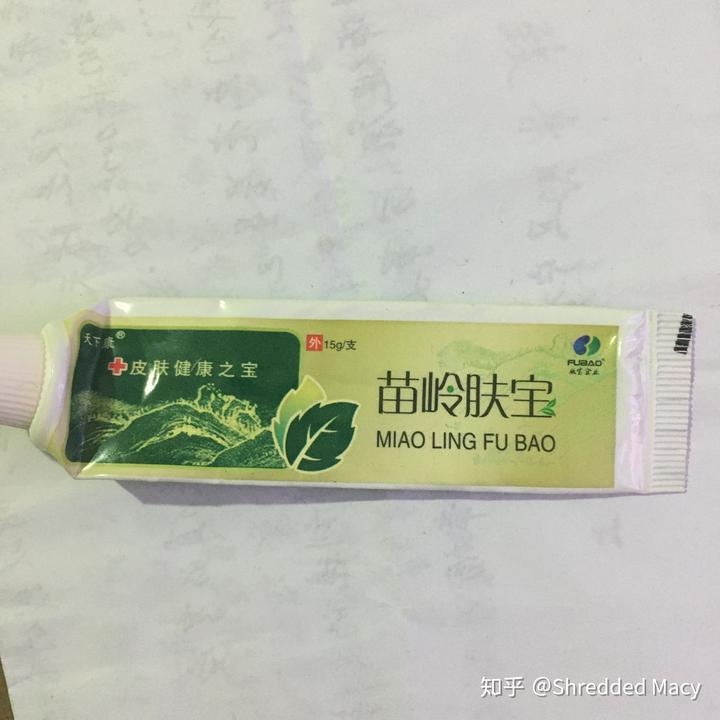 天下康®
皮肤健康之宝
外 15g/支
苗岭肤宝
MIAO LING FU BAO
FUBAO®
知乎 @Shredded Macy